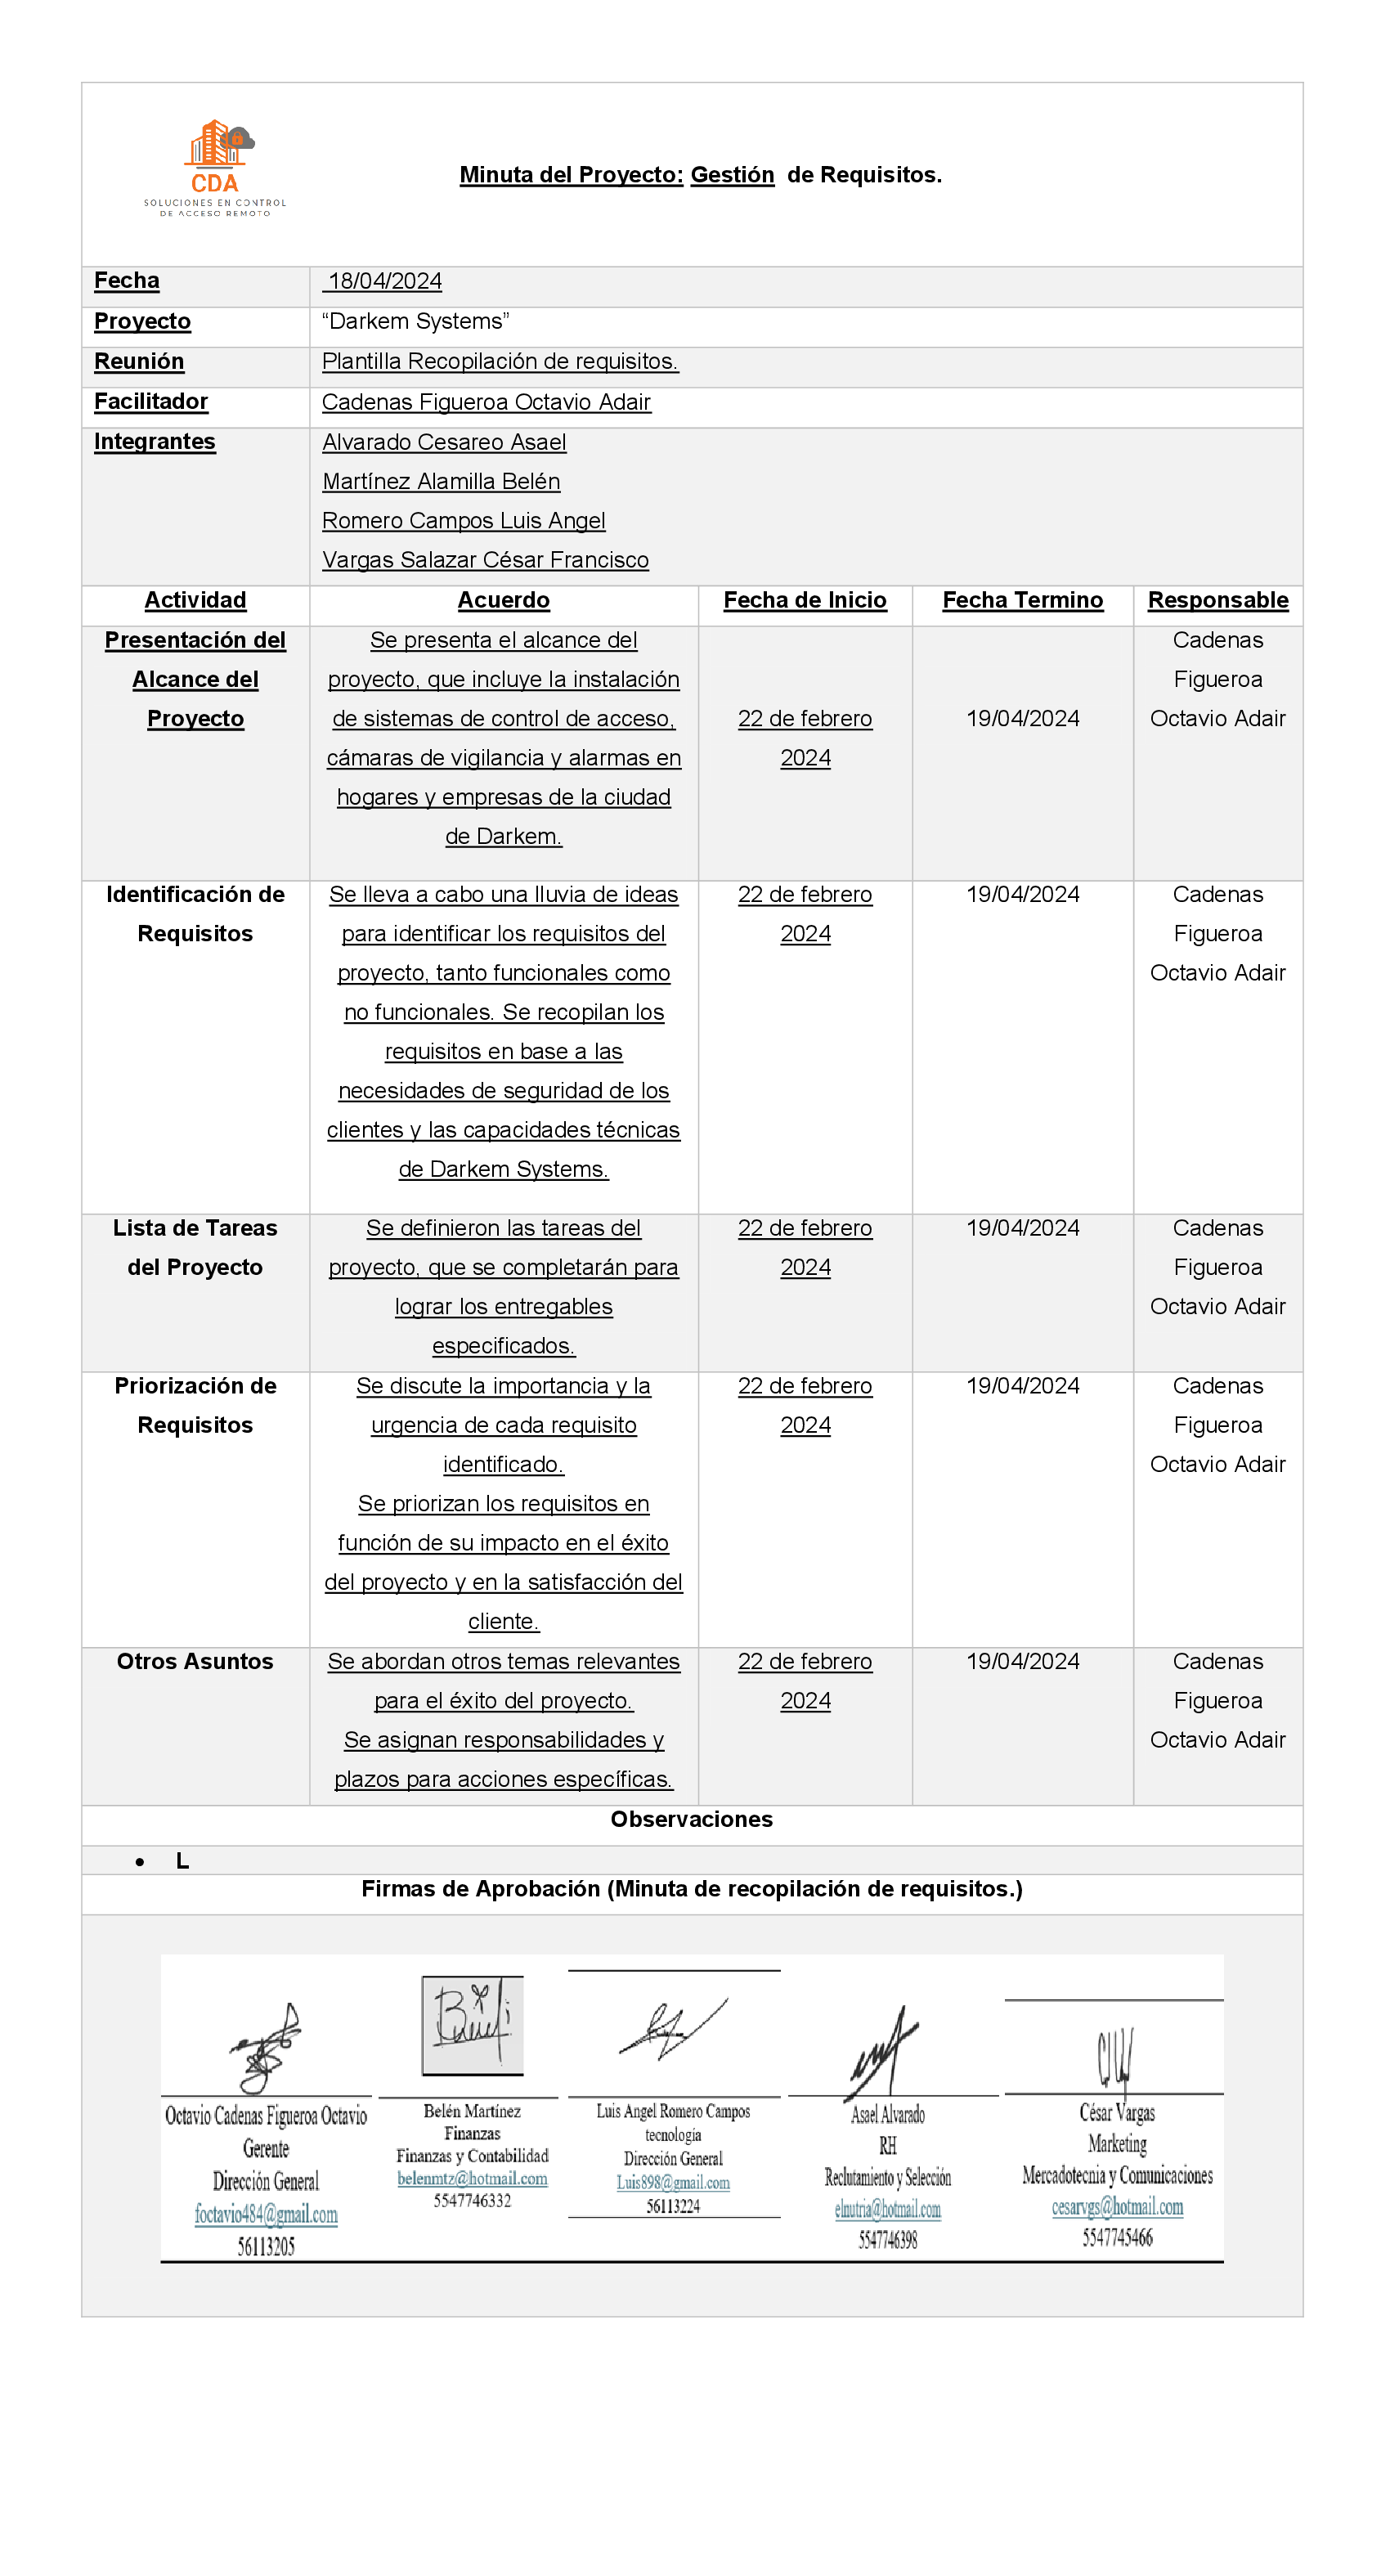 CDA
SOLUCIONES EN CONTROL
DE ACCESO REMOTO
Minuta del Proyecto: Gestión de Requisitos.
Fecha 18/04/2024
Proyecto “Darkem Systems”
Reunión Plantilla Recopilación de requisitos.
Facilitador Cadenas Figueroa Octavio Adair
Integrantes Alvarado Cesareo Asael
Martínez Alamilla Belén
Romero Campos Luis Angel
Vargas Salazar César Francisco
Actividad Acuerdo Fecha de Inicio Fecha Termino Responsable
Presentación del
Alcance del
Proyecto
Se presenta el alcance del
proyecto, que incluye la instalación
de sistemas de control de acceso,
cámaras de vigilancia y alarmas en
hogares y empresas de la ciudad
de Darkem.
22 de febrero
2024
19/04/2024
Cadenas
Figueroa
Octavio Adair
Identificación de
Requisitos
Se lleva a cabo una lluvia de ideas
para identificar los requisitos del
proyecto, tanto funcionales como
no funcionales. Se recopilan los
requisitos en base a las
necesidades de seguridad de los
clientes y las capacidades técnicas
de Darkem Systems.
22 de febrero
2024
19/04/2024
Cadenas
Figueroa
Octavio Adair
Lista de Tareas
del Proyecto
Se definieron las tareas del
proyecto, que se completarán para
lograr los entregables
especificados.
22 de febrero
2024
19/04/2024
Cadenas
Figueroa
Octavio Adair
Priorización de
Requisitos
Se discute la importancia y la
urgencia de cada requisito
identificado.
Se priorizan los requisitos en
función de su impacto en el éxito
del proyecto y en la satisfacción del
cliente.
22 de febrero
2024
19/04/2024
Cadenas
Figueroa
Octavio Adair
Otros Asuntos
Se abordan otros temas relevantes
para el éxito del proyecto.
Se asignan responsabilidades y
plazos para acciones específicas.
22 de febrero
2024
19/04/2024
Cadenas
Figueroa
Octavio Adair
Observaciones
• L
Firmas de Aprobación (Minuta de recopilación de requisitos.)
Octavio Cadenas Figueroa Octavio
Gerente
Dirección General
foctavio484@gmail.com
56113205
Belén Martínez
Finanzas
Finanzas y Contabilidad
belenmtz@hotmail.com
5547746332
Luis Angel Romero Campos
tecnología
Dirección General
Luis898@gmail.com
56113224
Asael Alvarado
RH
Reclutamiento y Selección
elnutria@hotmail.com
5547746398
César Vargas
Marketing
Mercadotecnia y Comunicaciones
cesarvgs@hotmail.com
5547745466